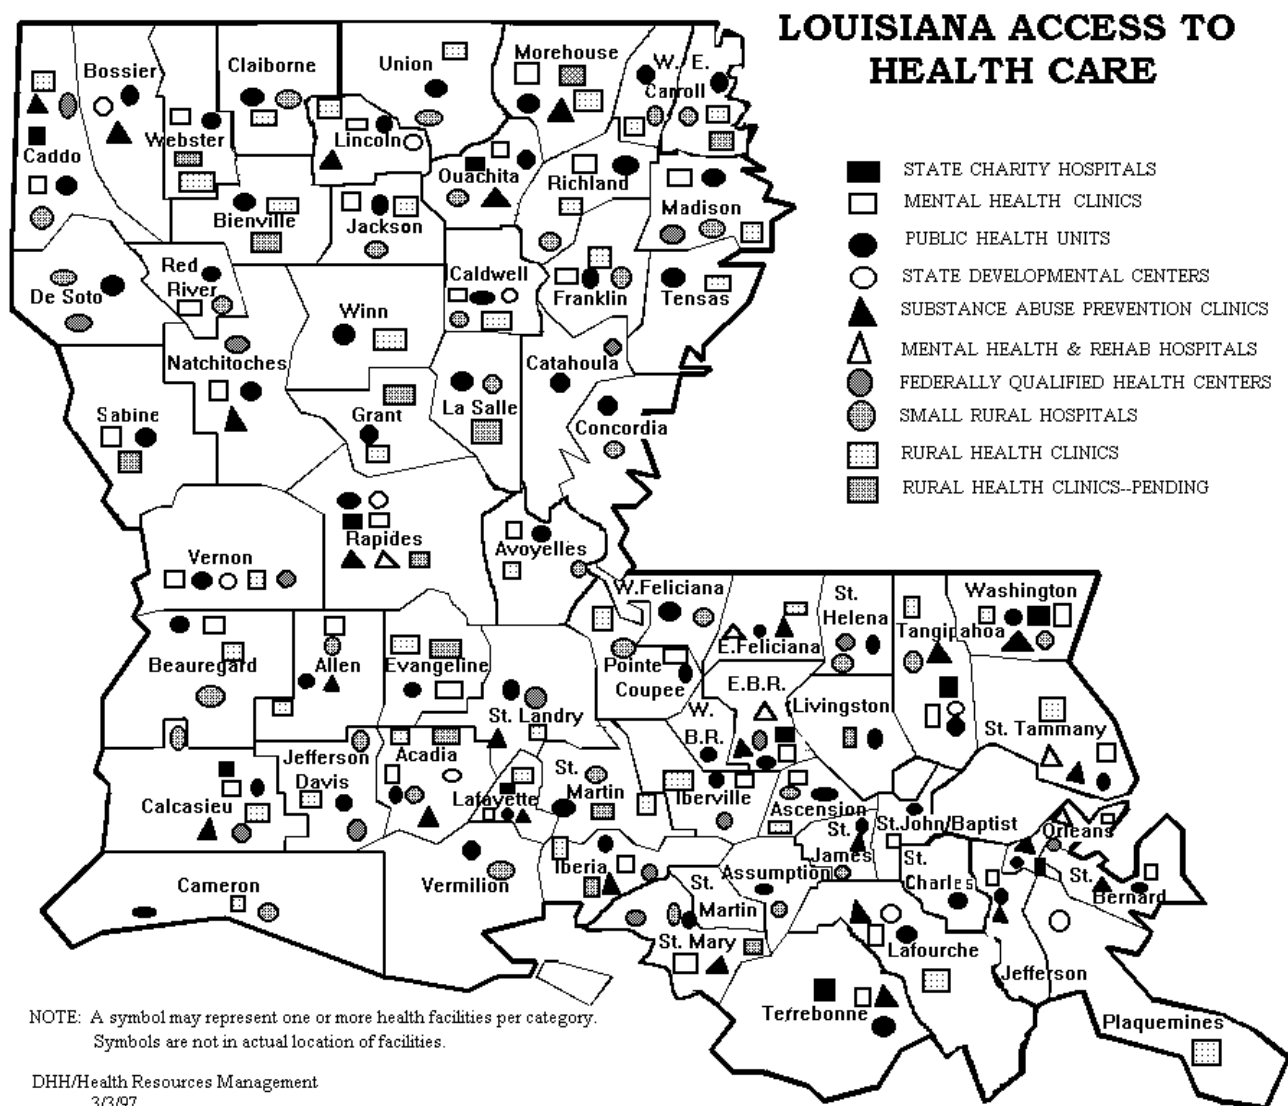 LOUISIANA ACCESS TO
HEALTH CARE
STATE CHARITY HOSPITALS
MENTAL HEALTH CLINICS
PUBLIC HEALTH UNITS
STATE DEVELOPMENTAL CENTERS
SUBSTANCE ABUSE PREVENTION CLINICS
MENTAL HEALTH & REHAB HOSPITALS
FEDERALLY QUALIFIED HEALTH CENTERS
SMALL RURAL HOSPITALS
RURAL HEALTH CLINICS
RURAL HEALTH CLINICS--PENDING
Caddo
Bossier
Webster
Claiborne
Lincoln
Union
Morehouse
W. E.
Carroll
Ouachita
Richland
Madison
Bienville
Jackson
De Soto
Red
River
Winn
Caldwell
Franklin
Tensas
Natchitoches
Sabine
Grant
La Salle
Catahoula
Concordia
Vernon
Rapides
Avoyelles
W.Feliciana
E.Feliciana
St.
Helena
Tangipahoa
Washington
Beauregard
Allen
Evangeline
St. Landry
Pointe
Coupee
W.
B.R.
E.B.R.
Livingston
St. Tammany
Calcasieu
Jefferson
Davis
Acadia
Lafayette
St.
Martin
Iberville
Ascension
St.
James
St.John/Baptist
Orleans
Cameron
Vermilion
Iberia
St.
Martin
Assumption
St.
Charles
St.
Bernard
St. Mary
Lafourche
Jefferson
Terrebonne
Plaquemines
NOTE: A symbol may represent one or more health facilities per category.
Symbols are not in actual location of facilities.
DHH/Health Resources Management
3/3/97